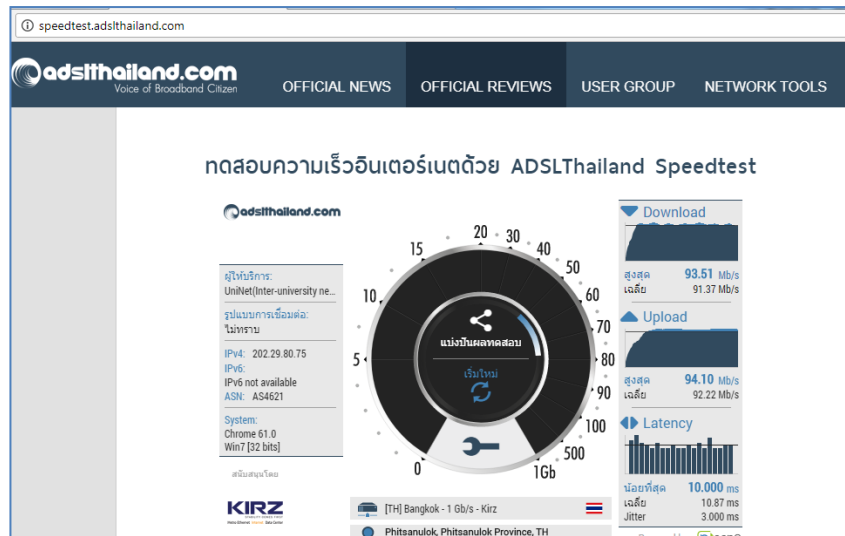 speedtest.adslthailand.com
adslthailand.com
Voice of Broadband Citizen
OFFICIAL NEWS
OFFICIAL REVIEWS
USER GROUP
NETWORK TOOLS
ทดสอบความเร็วอินเตอร์เนตด้วย ADSLThailand Speedtest
adslthailand.com
ผู้ให้บริการ:
UniNet(Inter-university ne...
รูปแบบการเชื่อมต่อ:
ไม่ทราบ
IPv4: 202.29.80.75
IPv6:
IPv6 not available
ASN: AS4621
System:
Chrome 61.0
Win7 [32 bits]
สนับสนุนโดย
KIRZ
0
5
10
15
20
30
40
50
60
70
80
90
100
500
1Gb
แบ่งปันผลทดสอบ
เริ่มใหม่
[TH] Bangkok - 1 Gb/s - Kirz
Phitsanulok, Phitsanulok Province, TH
Download
สูงสุด 93.51 Mb/s
เฉลี่ย 91.37 Mb/s
Upload
สูงสุด 94.10 Mb/s
เฉลี่ย 92.22 Mb/s
Latency
น้อยที่สุด 10.000 ms
เฉลี่ย 10.87 ms
Jitter 3.000 ms